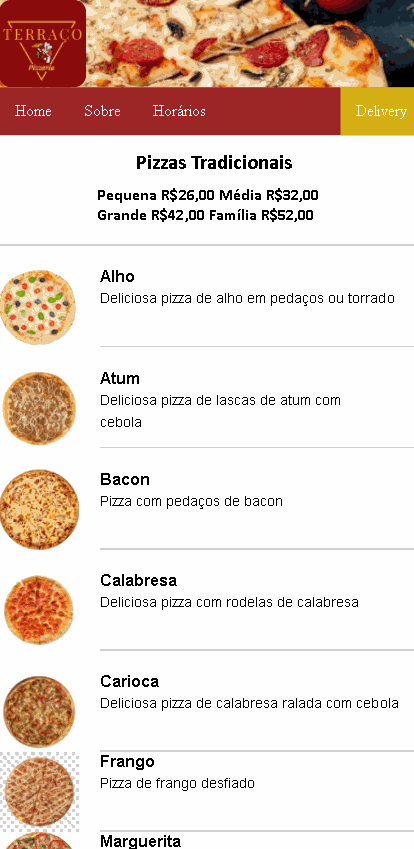 TERRAÇO
Pizzaria
Home Sobre Horários Delivery
Pizzas Tradicionais
Pequena R$26,00 Média R$32,00
Grande R$42,00 Família R$52,00
Alho
Deliciosa pizza de alho em pedaços ou torrado
Atum
Deliciosa pizza de lascas de atum com
cebola
Bacon
Pizza com pedaços de bacon
Calabresa
Deliciosa pizza com rodelas de calabresa
Carioca
Deliciosa pizza de calabresa ralada com cebola
Frango
Pizza de frango desfiado
Marguerita